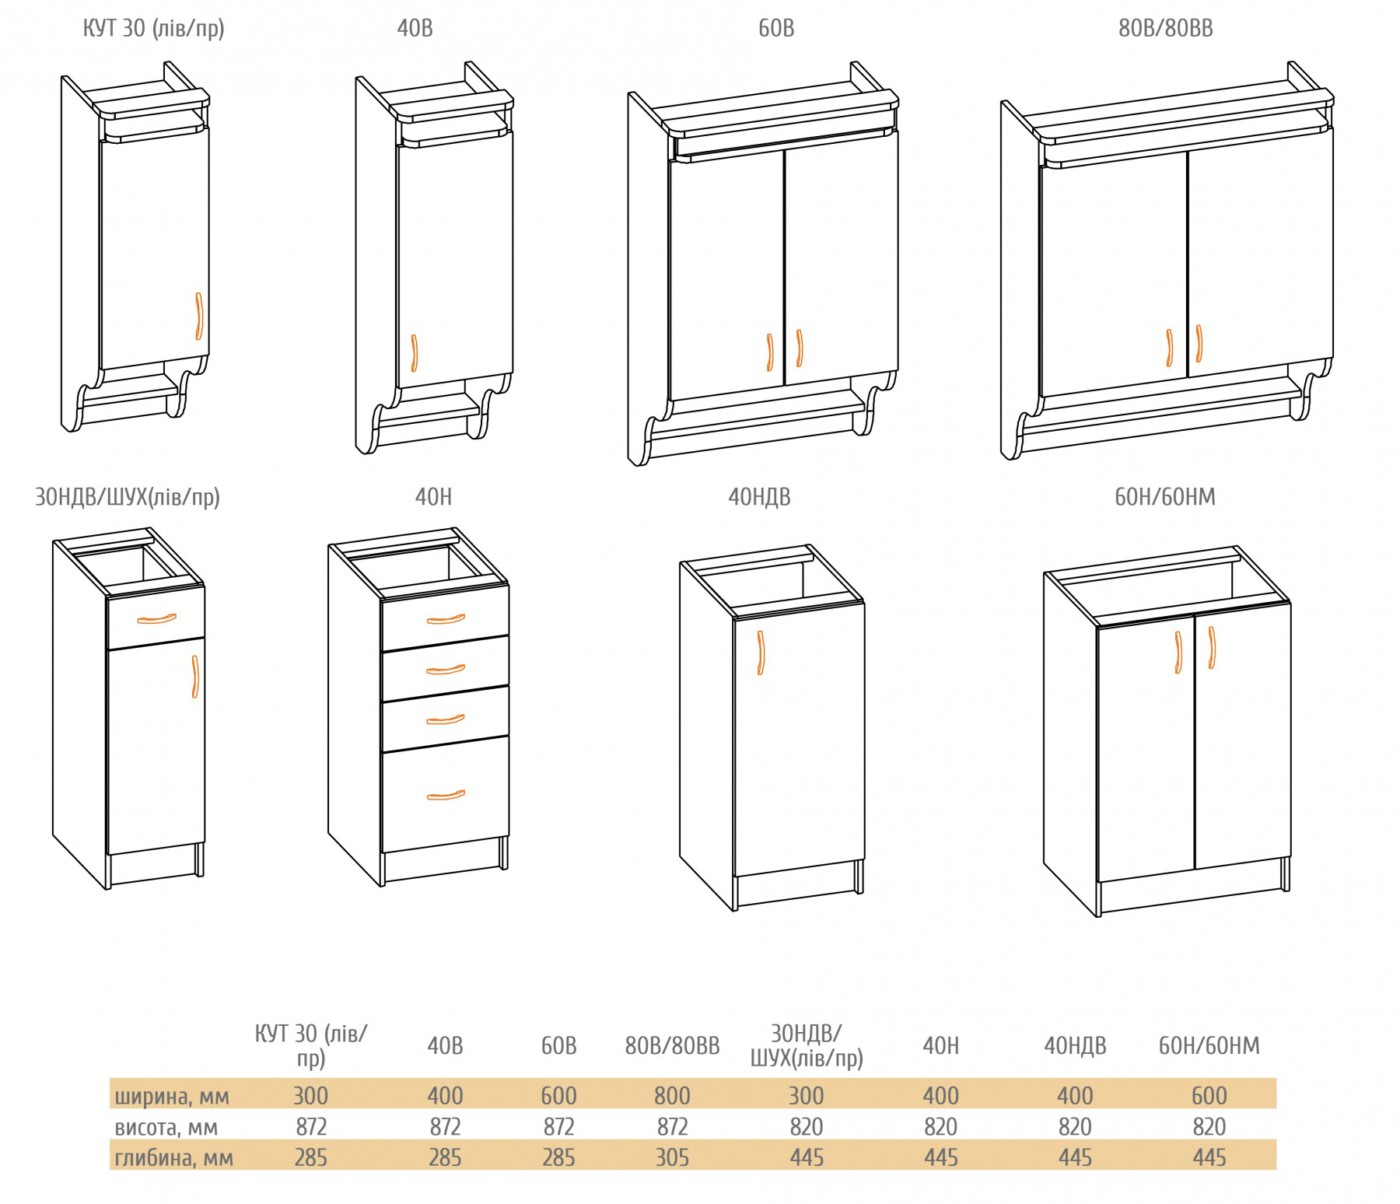 КУТ 30 (лів/пр) 40В 60В 80В/80ВВ
30НДВ/ШУХ(лів/пр) 40Н 40НДВ 60Н/60НМ
КУТ 30 (лів/пр) 40В 60В 80В/80ВВ 30НДВ/ШУХ(лів/пр) 40Н 40НДВ 60Н/60НМ
ширина, мм 300 400 600 800 300 400 400 600
висота, мм 872 872 872 872 820 820 820 820
глибина, мм 285 285 285 305 445 445 445 445